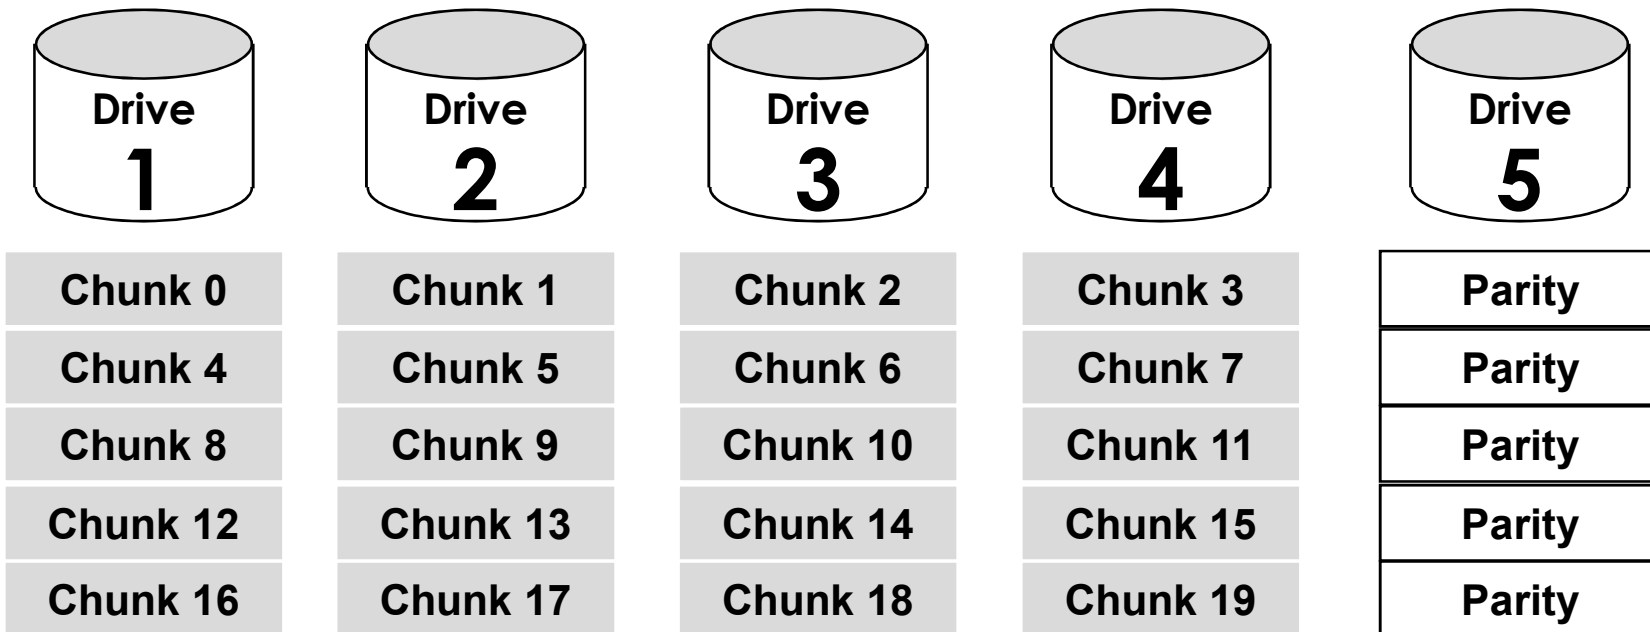 Drive Drive Drive Drive Drive
1 2 3 4 5
Chunk 0 Chunk 1 Chunk 2 Chunk 3 Parity
Chunk 4 Chunk 5 Chunk 6 Chunk 7 Parity
Chunk 8 Chunk 9 Chunk 10 Chunk 11 Parity
Chunk 12 Chunk 13 Chunk 14 Chunk 15 Parity
Chunk 16 Chunk 17 Chunk 18 Chunk 19 Parity